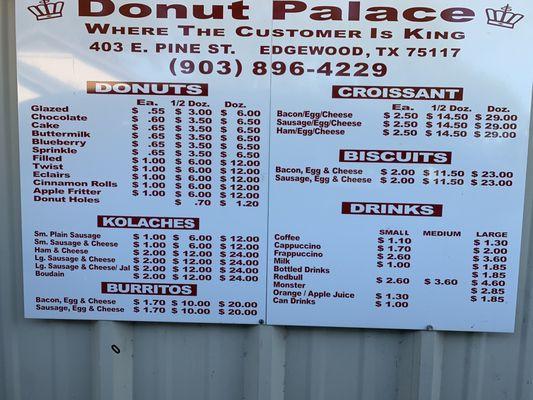 Donut Palace
Where The Customer Is King
403 E. Pine St. Edgewood, TX 75117
(903) 896-4229
Donuts
Ea. 1/2 Doz. Doz.
Glazed $ .55 $ 3.00 $ 6.00
Chocolate $ .60 $ 3.50 $ 6.50
Cake $ .65 $ 3.50 $ 6.50
Buttermilk $ .65 $ 3.50 $ 6.50
Blueberry $ .65 $ 3.50 $ 6.50
Sprinkle $ .65 $ 3.50 $ 6.50
Filled $ 1.00 $ 6.00 $ 12.00
Twist $ 1.00 $ 6.00 $ 12.00
Eclairs $ 1.00 $ 6.00 $ 12.00
Cinnamon Rolls $ 1.00 $ 6.00 $ 12.00
Apple Fritter $ 1.00 $ 6.00 $ 12.00
Donut Holes $ .70 $ 1.20
Kolaches
Sm. Plain Sausage $ 1.00 $ 6.00 $ 12.00
Sm. Sausage & Cheese $ 1.00 $ 6.00 $ 12.00
Ham & Cheese $ 2.00 $ 12.00 $ 24.00
Lg. Sausage & Cheese $ 2.00 $ 12.00 $ 24.00
Lg. Sausage & Cheese/ Jal $ 2.00 $ 12.00 $ 24.00
Boudain $ 2.00 $ 12.00 $ 24.00
Burritos
Bacon, Egg & Cheese $ 1.70 $ 10.00 $ 20.00
Sausage, Egg & Cheese $ 1.70 $ 10.00 $ 20.00
Croissant
Ea. 1/2 Doz. Doz.
Bacon/Egg/Cheese $ 2.50 $ 14.50 $ 29.00
Sausage/Egg/Cheese $ 2.50 $ 14.50 $ 29.00
Ham/Egg/Cheese $ 2.50 $ 14.50 $ 29.00
Biscuits
Bacon, Egg & Cheese $ 2.00 $ 11.50 $ 23.00
Sausage, Egg & Cheese $ 2.00 $ 11.50 $ 23.00
Drinks
SMALL MEDIUM LARGE
Coffee $ 1.10 $ 1.30
Cappucino $ 1.70 $ 2.00
Frappucino $ 2.60 $ 3.60
Milk $ 1.00 $ 1.85
Bottled Drinks $ 1.85
Redbull $ 2.60 $ 3.60 $ 4.60
Monster $ 2.85
Orange / Apple Juice $ 1.30 $ 1.85
Can Drinks $ 1.00